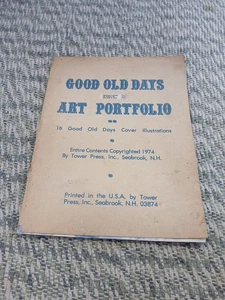 GOOD OLD DAYS
ART PORTFOLIO
16 Good Old Days Cover Illustrations
Entire Contents Copyrighted 1974
By Tower Press, Inc., Seabrook, N.H.
Printed in the U.S.A. by Tower
Press, Inc., Seabrook, N.H. 03874